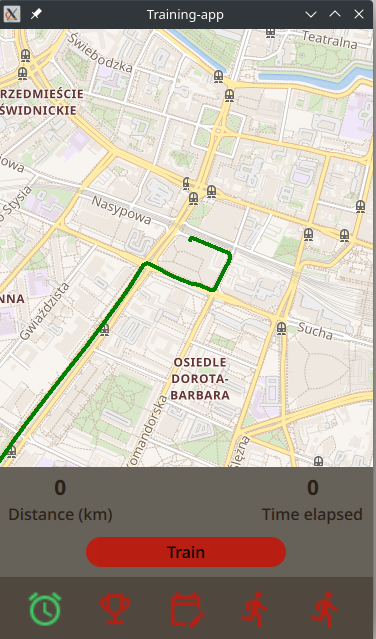 Training-app
Teatralna
Świebodzka
RZEDMIEŚCIE
ŚWIDNICKIE
owa
o Stysia
Nasypowa
NNA
Gwiaździsta
Sucha
OSIEDLE
DOROTA-
BARBARA
omandorska
ężna
0
0
Distance (km)
Time elapsed
Train